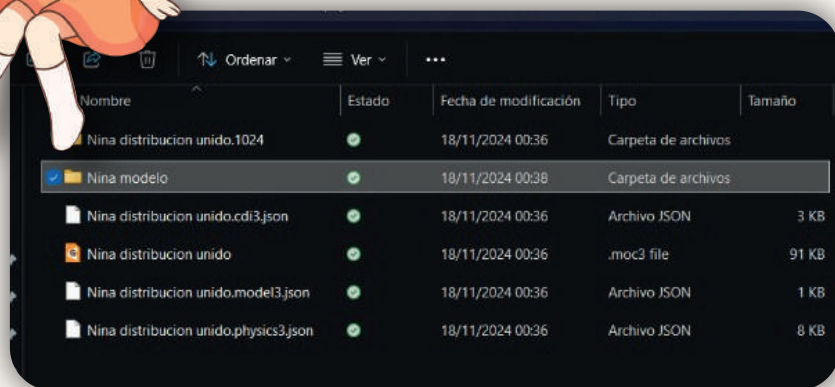 Ordenar Ver ...
Nombre Estado Fecha de modificación Tipo Tamaño
Nina distribucion unido.1024 18/11/2024 00:36 Carpeta de archivos
Nina modelo 18/11/2024 00:38 Carpeta de archivos
Nina distribucion unido.cdi3.json 18/11/2024 00:36 Archivo JSON 3 KB
Nina distribucion unido 18/11/2024 00:36 .moc3 file 91 KB
Nina distribucion unido.model3.json 18/11/2024 00:36 Archivo JSON 1 KB
Nina distribucion unido.physics3.json 18/11/2024 00:36 Archivo JSON 8 KB